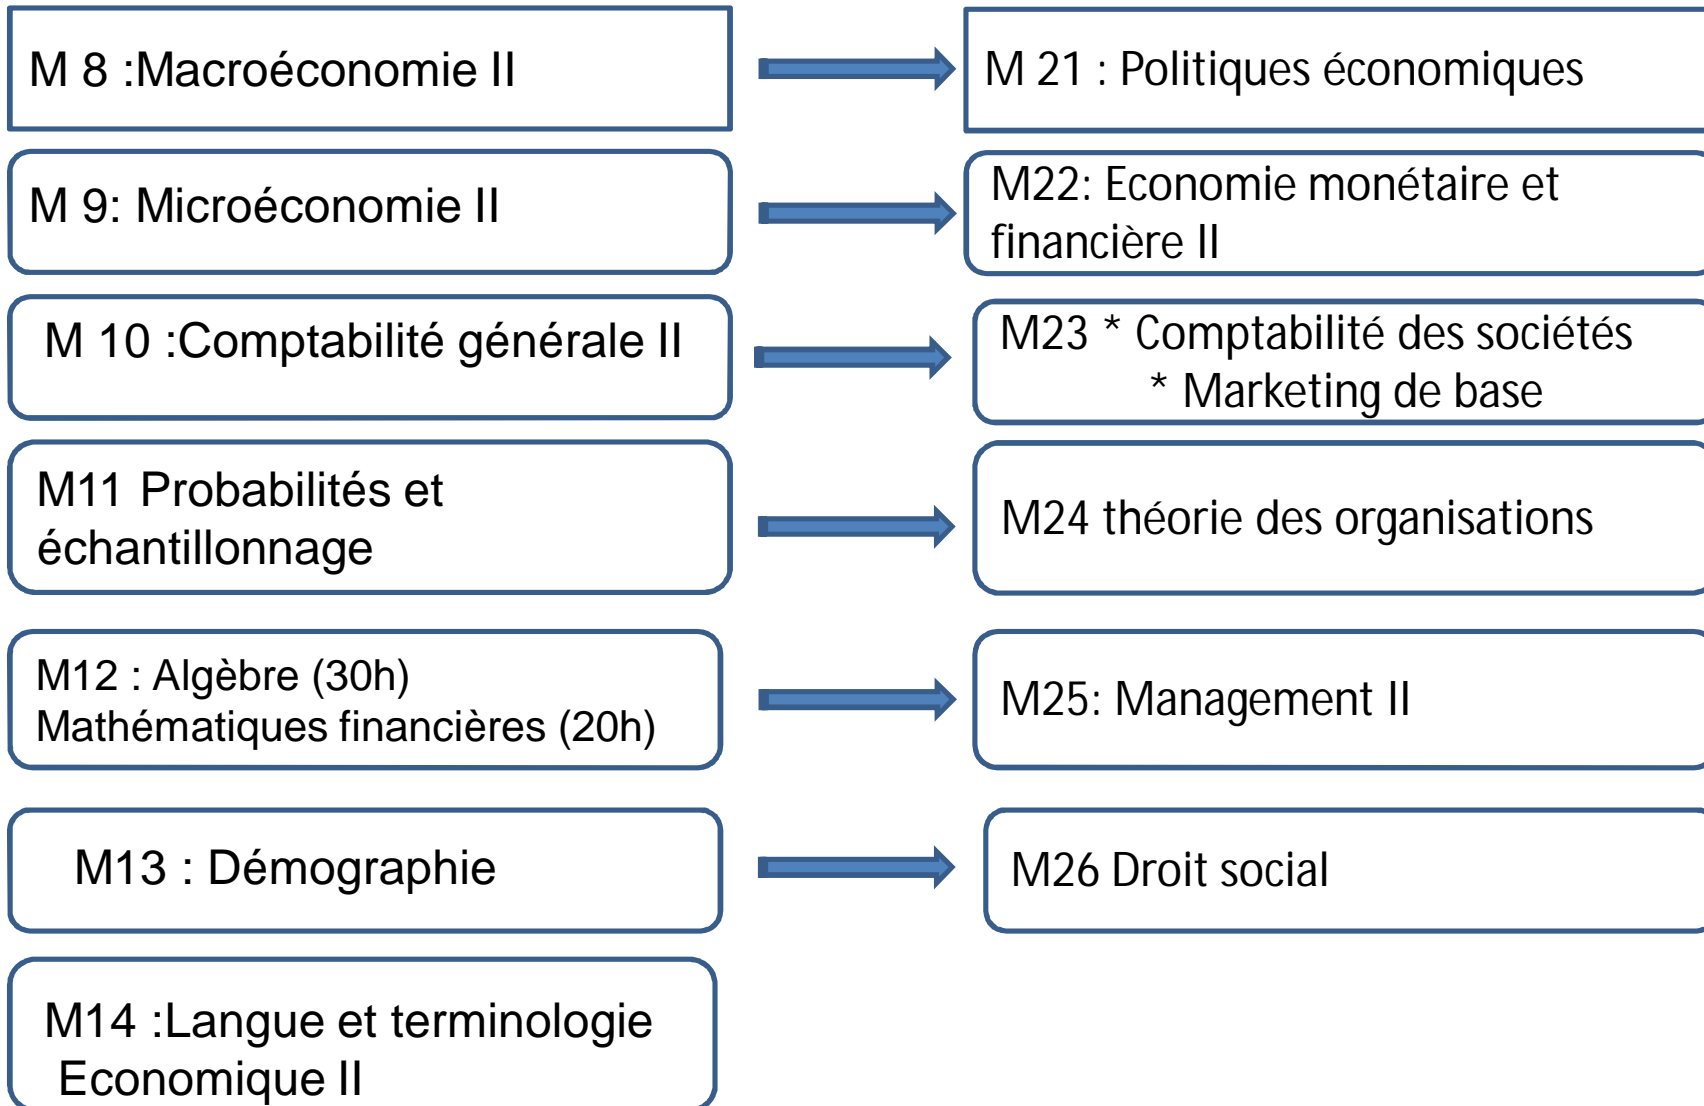 M 8 :Macroéconomie II
M 21 : Politiques économiques
M 9: Microéconomie II
M22: Economie monétaire et
financière II
M 10 :Comptabilité générale II
M23 * Comptabilité des sociétés
* Marketing de base
M11 Probabilités et
échantillonnage
M24 théorie des organisations
M12 : Algèbre (30h)
Mathématiques financières (20h)
M25: Management II
M13 : Démographie
M26 Droit social
M14 :Langue et terminologie
Economique II